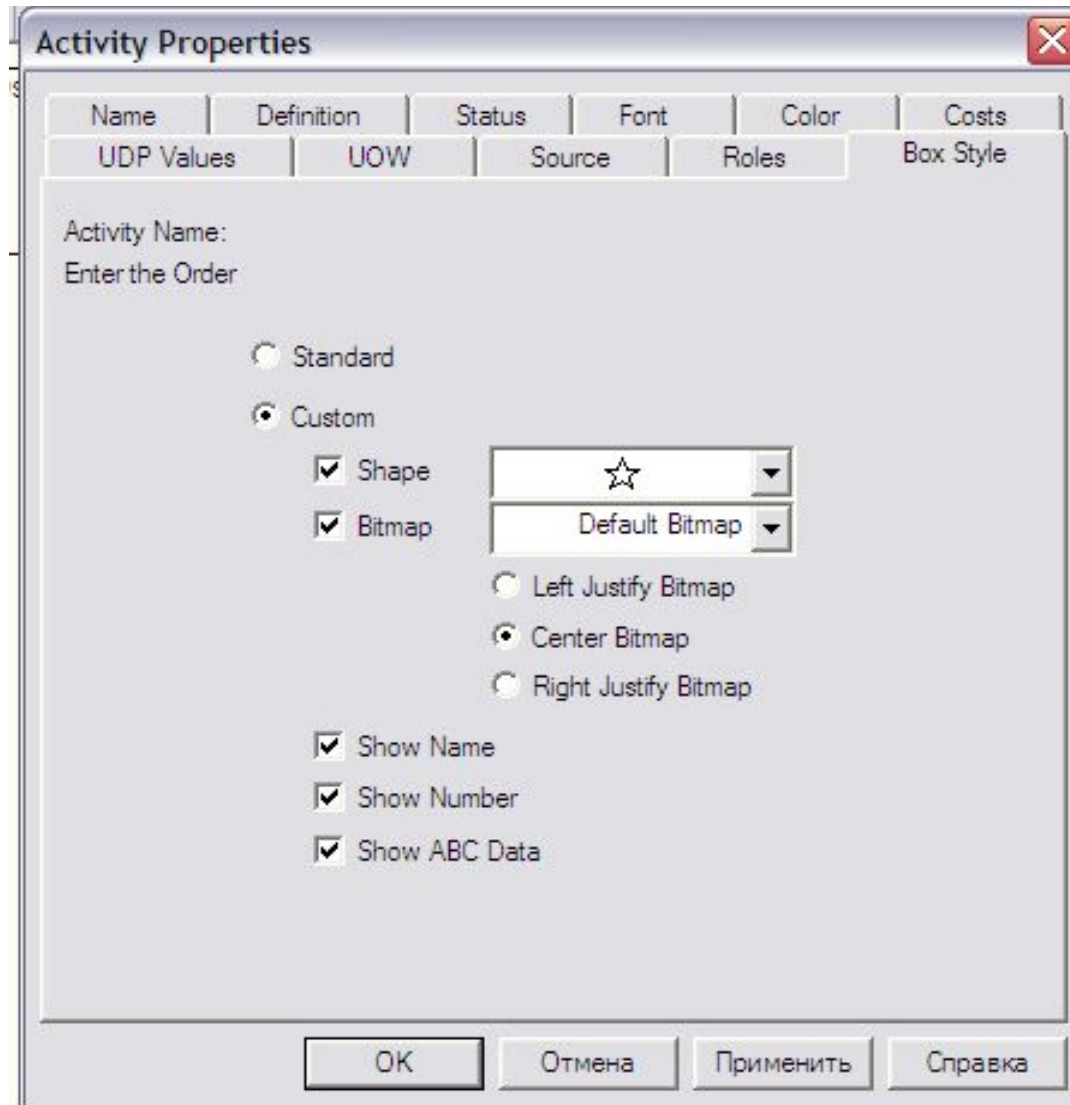 Activity Properties
Name Definition Status Font Color Costs
UDP Values UOW Source Roles Box Style
Activity Name:
Enter the Order
Standard
Custom
Shape
Bitmap Default Bitmap
Left Justify Bitmap
Center Bitmap
Right Justify Bitmap
Show Name
Show Number
Show ABC Data
OK Отмена Применить Справка